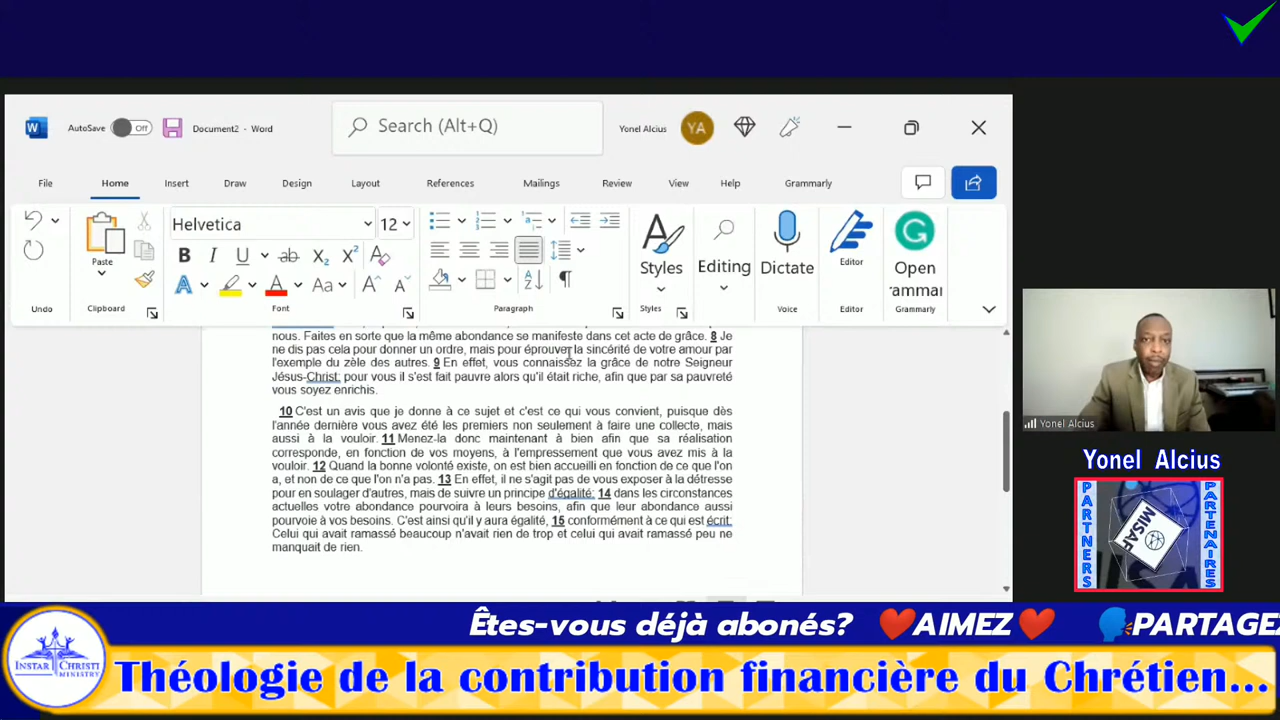 AutoSave Off Document2 - Word Search (Alt+Q) Yonel Alcius YA
File Home Insert Draw Design Layout References Mailings Review View Help Grammarly
Helvetica 12
Paste
Styles Editing Dictate Editor Open
Undo Clipboard Font Paragraph Styles Voice Editor Grammarly
nous. Faites en sorte que la même abondance se manifeste dans cet acte de grâce. 8 Je
ne dis pas cela pour donner un ordre, mais pour éprouver la sincérité de votre amour par
l'exemple du zèle des autres. 9 En effet, vous connaissez la grâce de notre Seigneur
Jésus-Christ: pour vous il s'est fait pauvre alors qu'il était riche, afin que par sa pauvreté
vous soyez enrichis.
10 C'est un avis que je donne à ce sujet et c'est ce qui vous convient, puisque dès
l'année dernière vous avez été les premiers non seulement à faire une collecte, mais
aussi à la vouloir. 11 Menez-la donc maintenant à bien afin que sa réalisation
corresponde, en fonction de vos moyens, à l'empressement que vous avez mis à la
vouloir. 12 Quand la bonne volonté existe, on est bien accueilli en fonction de ce que l'on
a, et non de ce que l'on n'a pas. 13 En effet, il ne s'agit pas de vous exposer à la détresse
pour en soulager d'autres, mais de suivre un principe d'égalité: 14 dans les circonstances
actuelles votre abondance pourvoira à leurs besoins, afin que leur abondance aussi
pourvoie à vos besoins. C'est ainsi qu'il y aura égalité, 15 conformément à ce qui est écrit:
Celui qui avait ramassé beaucoup n'avait rien de trop et celui qui avait ramassé peu ne
manquait de rien.
Yonel Alcius
Yonel Alcius
PARTNERS
MISAF
PARTENAIRES
Êtes-vous déjà abonés? AIMEZ PARTAGEZ
INSTAR CHRISTI
MINISTRY
Théologie de la contribution financière du Chrétien...